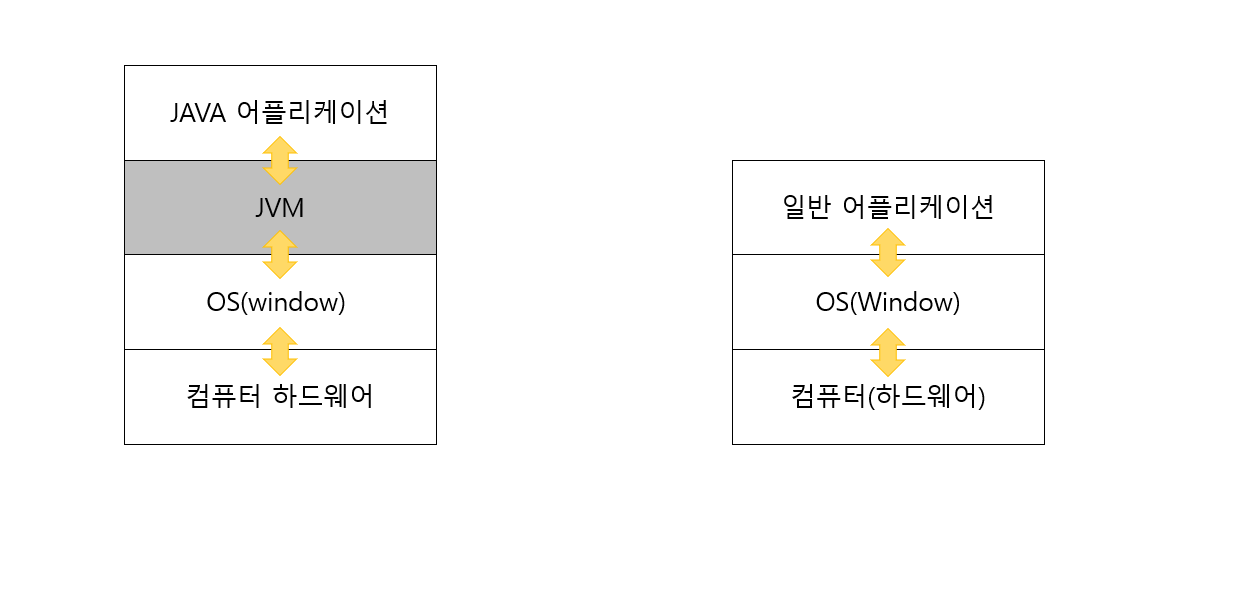 JAVA 어플리케이션
JVM
OS(window)
컴퓨터 하드웨어
일반 어플리케이션
OS(Window)
컴퓨터(하드웨어)